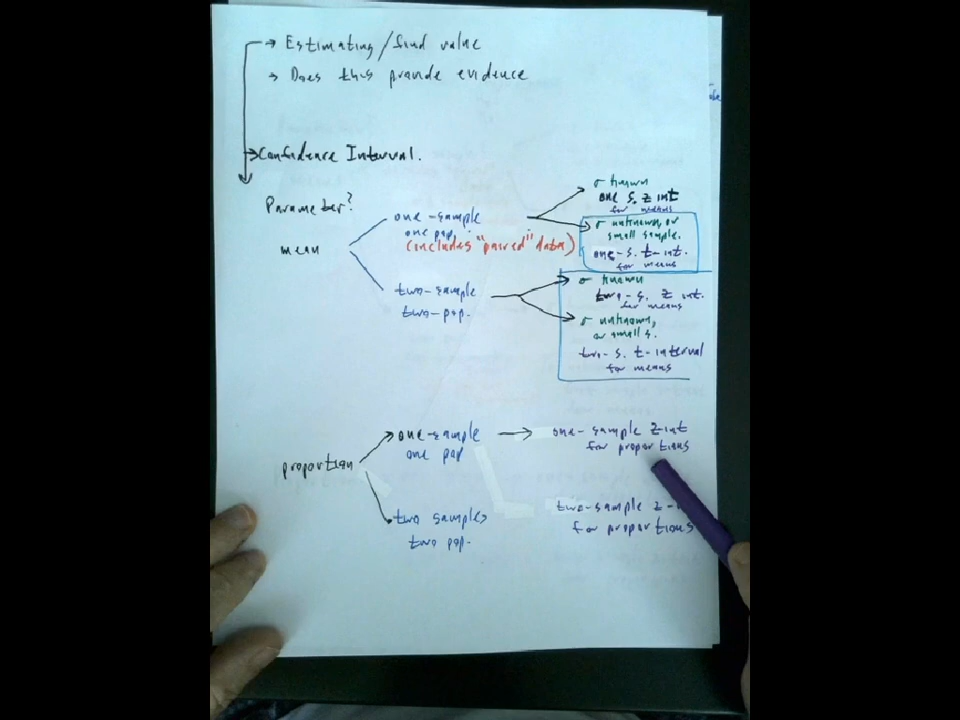 → Estimating/find value
→ Does this provide evidence
Confidence Interval.
Parameter?
mean
one-sample
one pop.
(includes "paired" data)
σ known
one s. z int
for means
σ unknown, or
small sample.
one-s. t-int.
for means
two-sample
two-pop.
σ known
two-s. z int.
for means
σ unknown,
or small s.
two-s. t-interval
for means
proportion
one-sample
one pop
one-sample z int
for proportions
two samples
two pop.
two-sample z-
for proportions